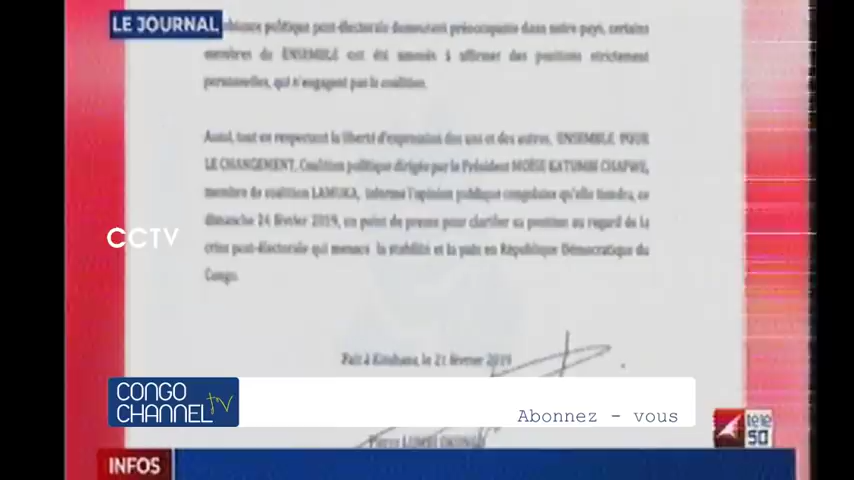 LE JOURNAL
politique post-électorale demeurant préoccupante dans notre pays, certains
membres de ENSEMBLE ont été amenés à affirmer des positions strictement
personnelles, qui n'engagent pas la coalition.
Aussi, tout en respectant la liberté d'expression des uns et des autres, ENSEMBLE POUR
LE CHANGEMENT, Coalition politique dirigée par le Président MOÏSE KATUMBI CHAPWE,
membre de coalition LAMUKA, informe l'opinion publique congolaise qu'elle tiendra, ce
dimanche 24 février 2019, un point de presse pour clarifier sa position au regard de la
crise post-électorale qui menace la stabilité et la paix en République Démocratique du
Congo.
CCTV
Fait à Kinshasa, le 21 février 2019
CONGO
CHANNEL TV
Abonnez - vous
télé
50
Pierre LUMBI OKONGO
INFOS